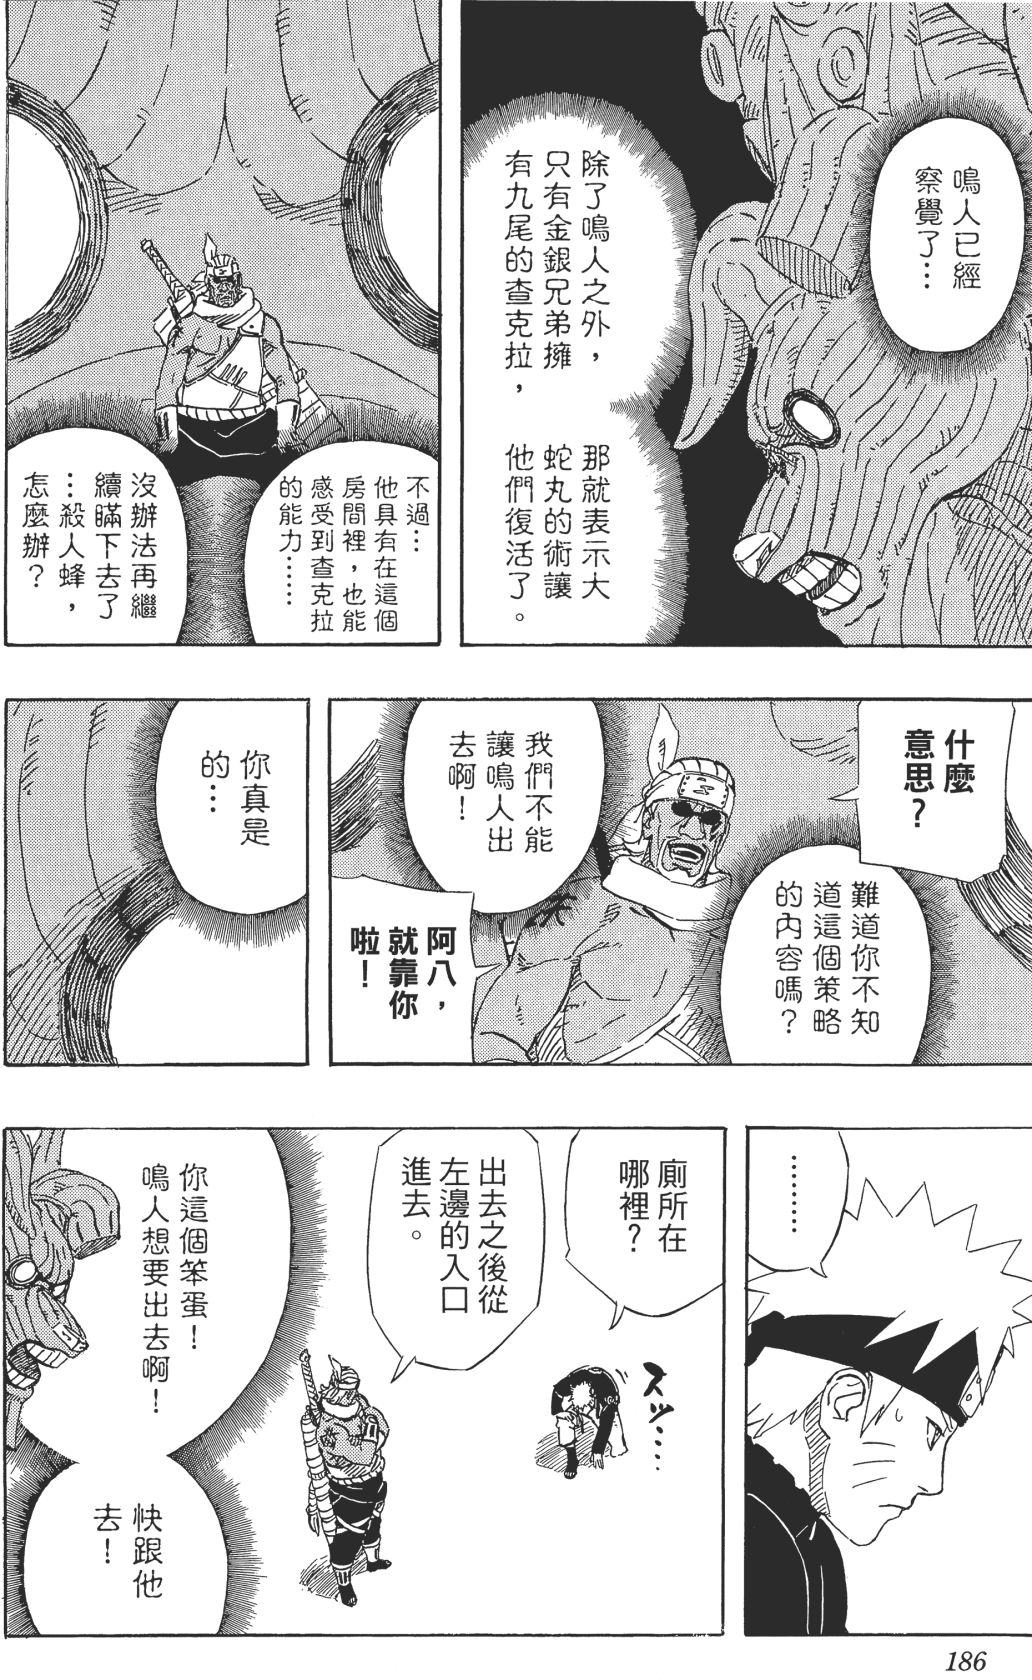 鳴人已經
察覺了…
除了鳴人之外，
只有金銀兄弟擁
有九尾的查克拉，
那就表示大
蛇丸的術讓
他們復活了。
不過…
他具有在這個
房間裡，也能
感受到查克拉
的能力……
沒辦法再繼
續瞞下去了
…殺人蜂，
怎麼辦？
什麼
意思？
難道你不知
道這個策略
的內容嗎？
我們不能
讓鳴人出
去啊！
阿八，
就靠你
啦！
你真是
的…
………
廁所在
哪裡？
スッ…
出去之後從
左邊的入口
進去。
你這個笨蛋！
鳴人想要出去啊！
快跟他
去！
186